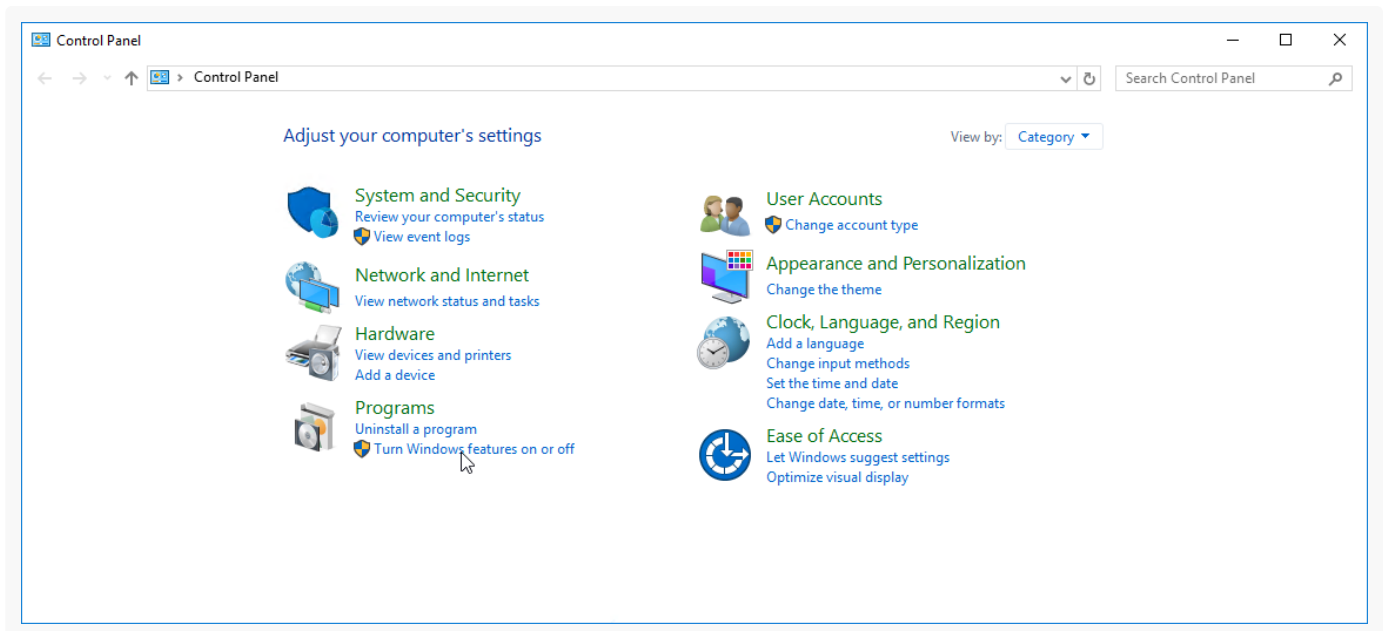 Control Panel
Control Panel
Search Control Panel
Adjust your computer's settings
View by: Category
System and Security
Review your computer's status
View event logs
Network and Internet
View network status and tasks
Hardware
View devices and printers
Add a device
Programs
Uninstall a program
Turn Windows features on or off
User Accounts
Change account type
Appearance and Personalization
Change the theme
Clock, Language, and Region
Add a language
Change input methods
Set the time and date
Change date, time, or number formats
Ease of Access
Let Windows suggest settings
Optimize visual display